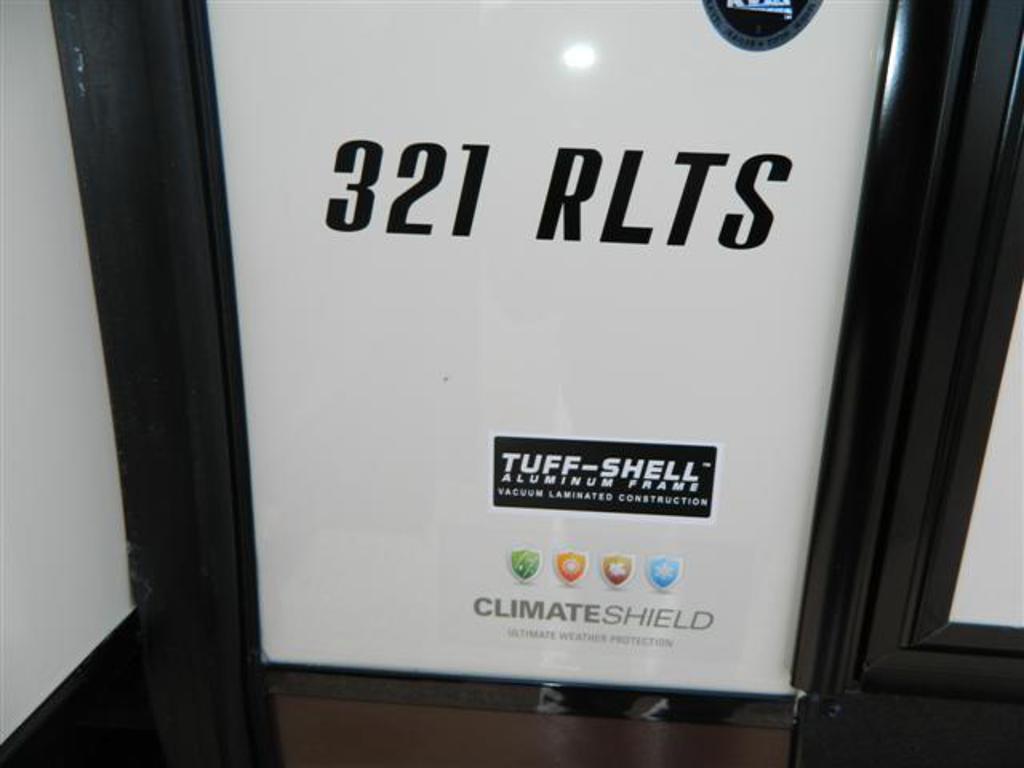 321 RLTS
TUFF-SHELL™
ALUMINUM FRAME
VACUUM LAMINATED CONSTRUCTION
CLIMATESHIELD
ULTIMATE WEATHER PROTECTION